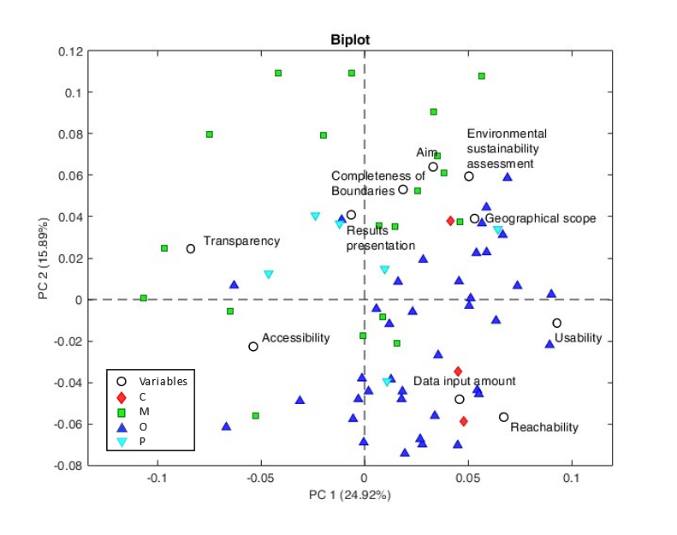 Biplot
0.12
0.1
0.08
0.06
0.04
0.02
0
-0.02
-0.04
-0.06
-0.08
PC 2 (15.89%)
Environmental
sustainability
assessment
Aim
Completeness of
Boundaries
Geographical scope
Results
presentation
Transparency
Accessibility
Usability
Data input amount
Reachability
Variables
C
M
O
P
-0.1
-0.05
0
0.05
0.1
PC 1 (24.92%)